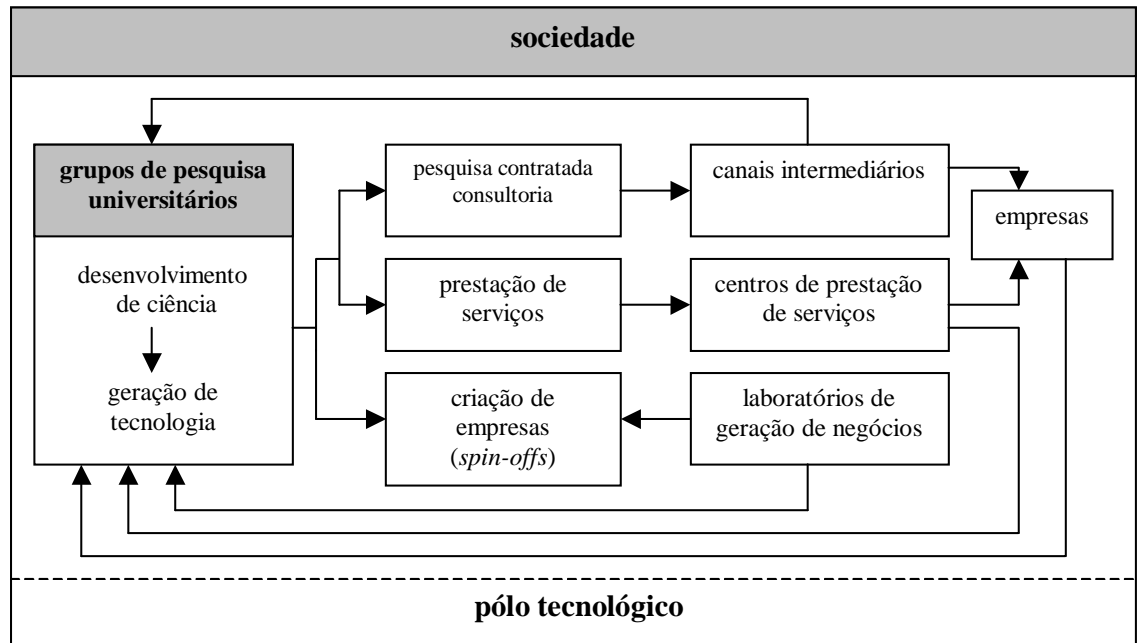 sociedade
grupos de pesquisa
universitários
desenvolvimento
de ciência
geração de
tecnologia
pesquisa contratada
consultoria
canais intermediários
empresas
prestação de
serviços
centros de prestação
de serviços
criação de
empresas
(spin-offs)
laboratórios de
geração de negócios
pólo tecnológico